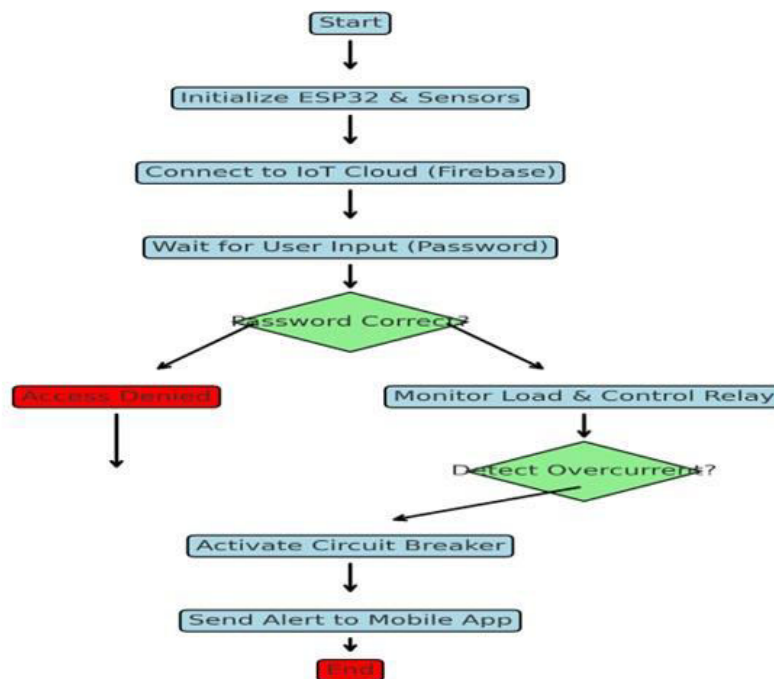 Start
Initialize ESP32 & Sensors
Connect to IoT Cloud (Firebase)
Wait for User Input (Password)
Password Correct?
Access Denied
Monitor Load & Control Relay
Detect Overcurrent?
Activate Circuit Breaker
Send Alert to Mobile App
End